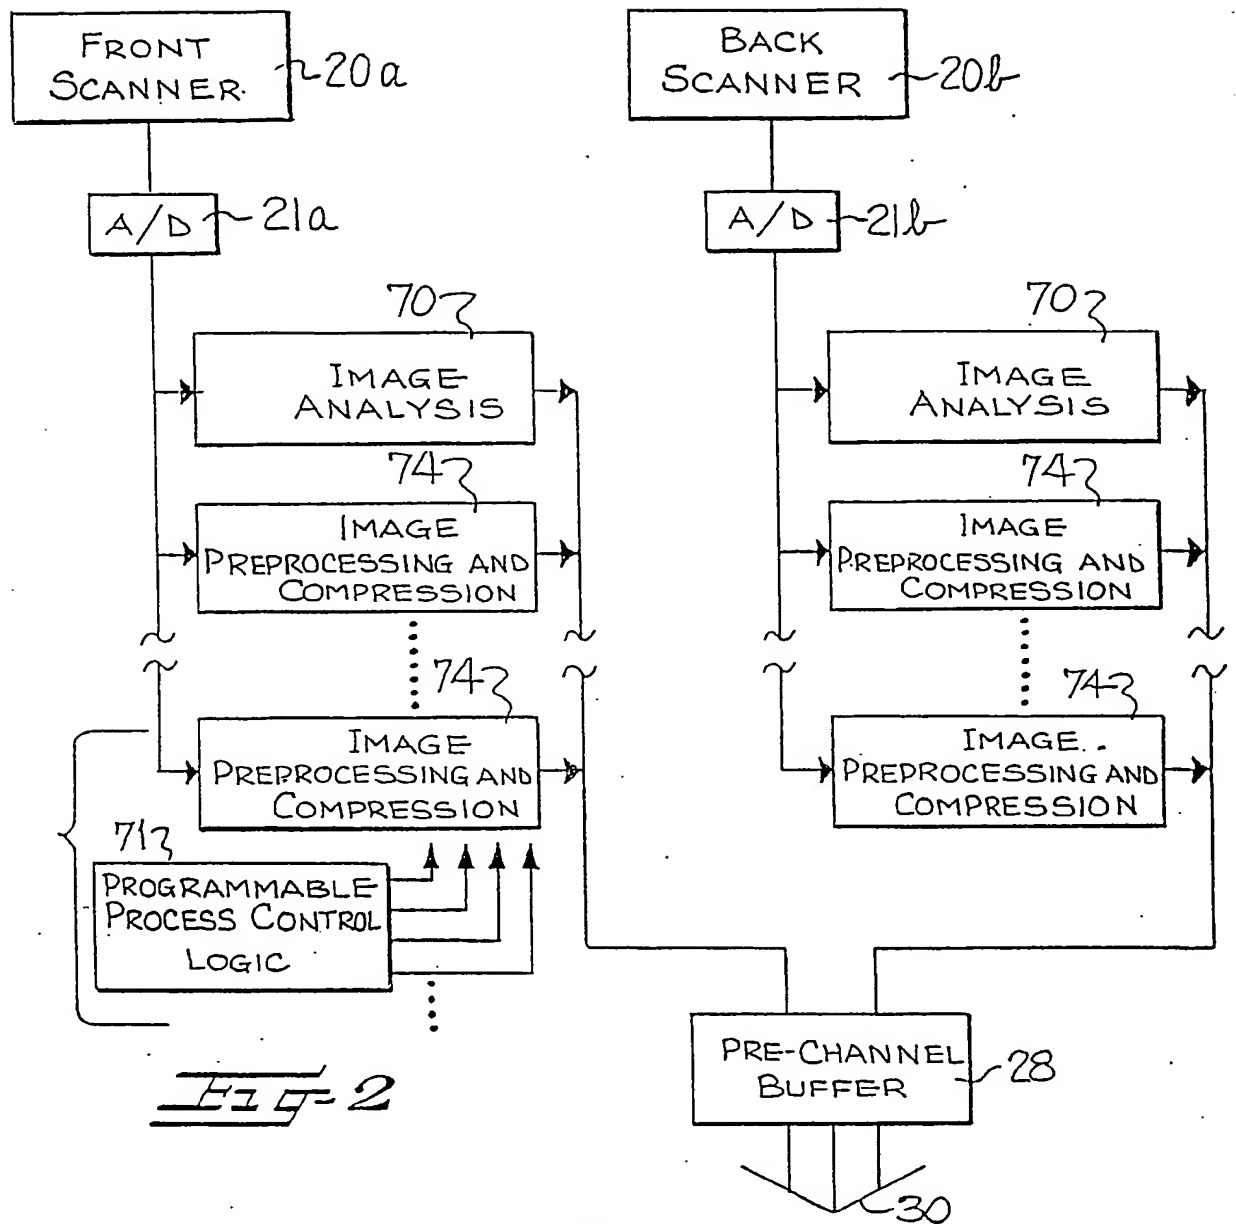 FRONT
SCANNER
20a
BACK
SCANNER
20b
A/D
21a
A/D
21b
70
IMAGE
ANALYSIS
70
IMAGE
ANALYSIS
74
IMAGE
PREPROCESSING AND
COMPRESSION
74
IMAGE
PREPROCESSING AND
COMPRESSION
74
IMAGE
PREPROCESSING AND
COMPRESSION
74
IMAGE
PREPROCESSING AND
COMPRESSION
71
PROGRAMMABLE
PROCESS CONTROL
LOGIC
PRE-CHANNEL
BUFFER
28
30
FIG-2